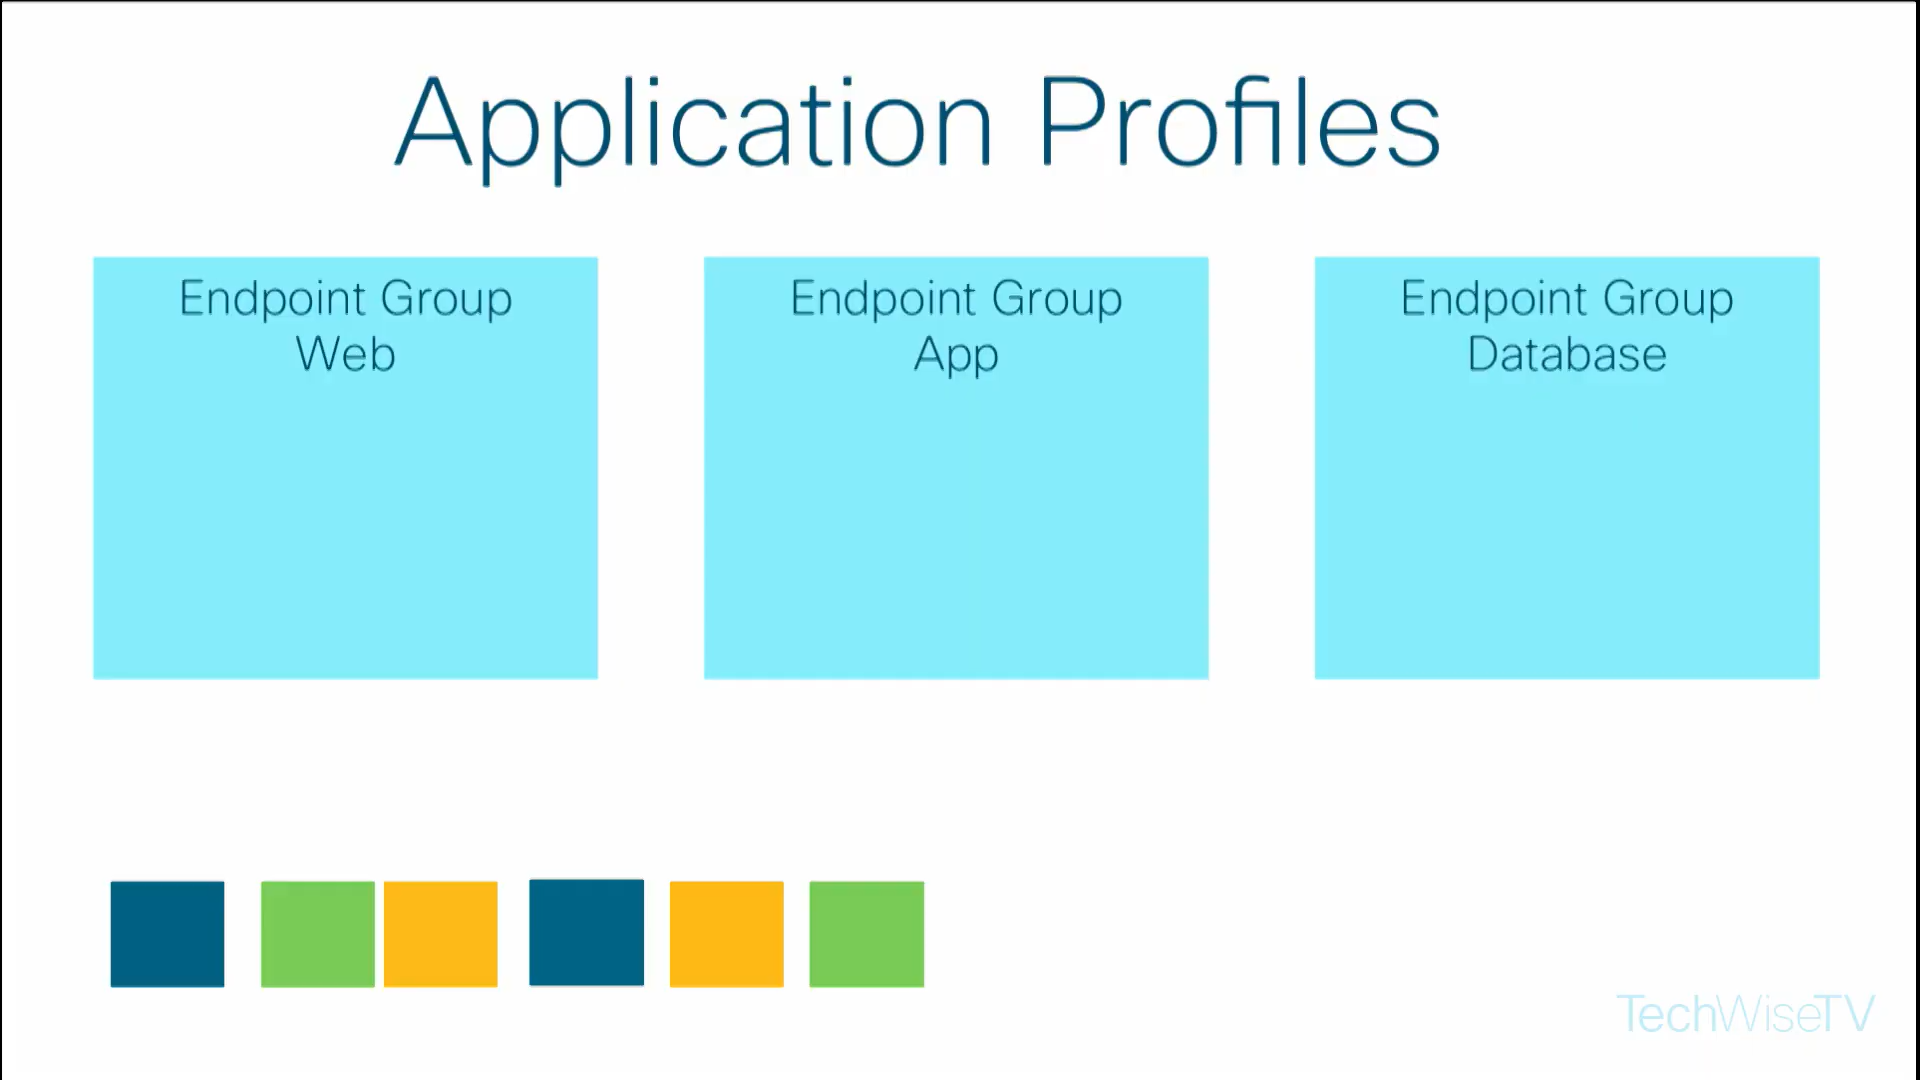 Application Profiles
Endpoint Group
Web
Endpoint Group
App
Endpoint Group
Database
TechWiseTV